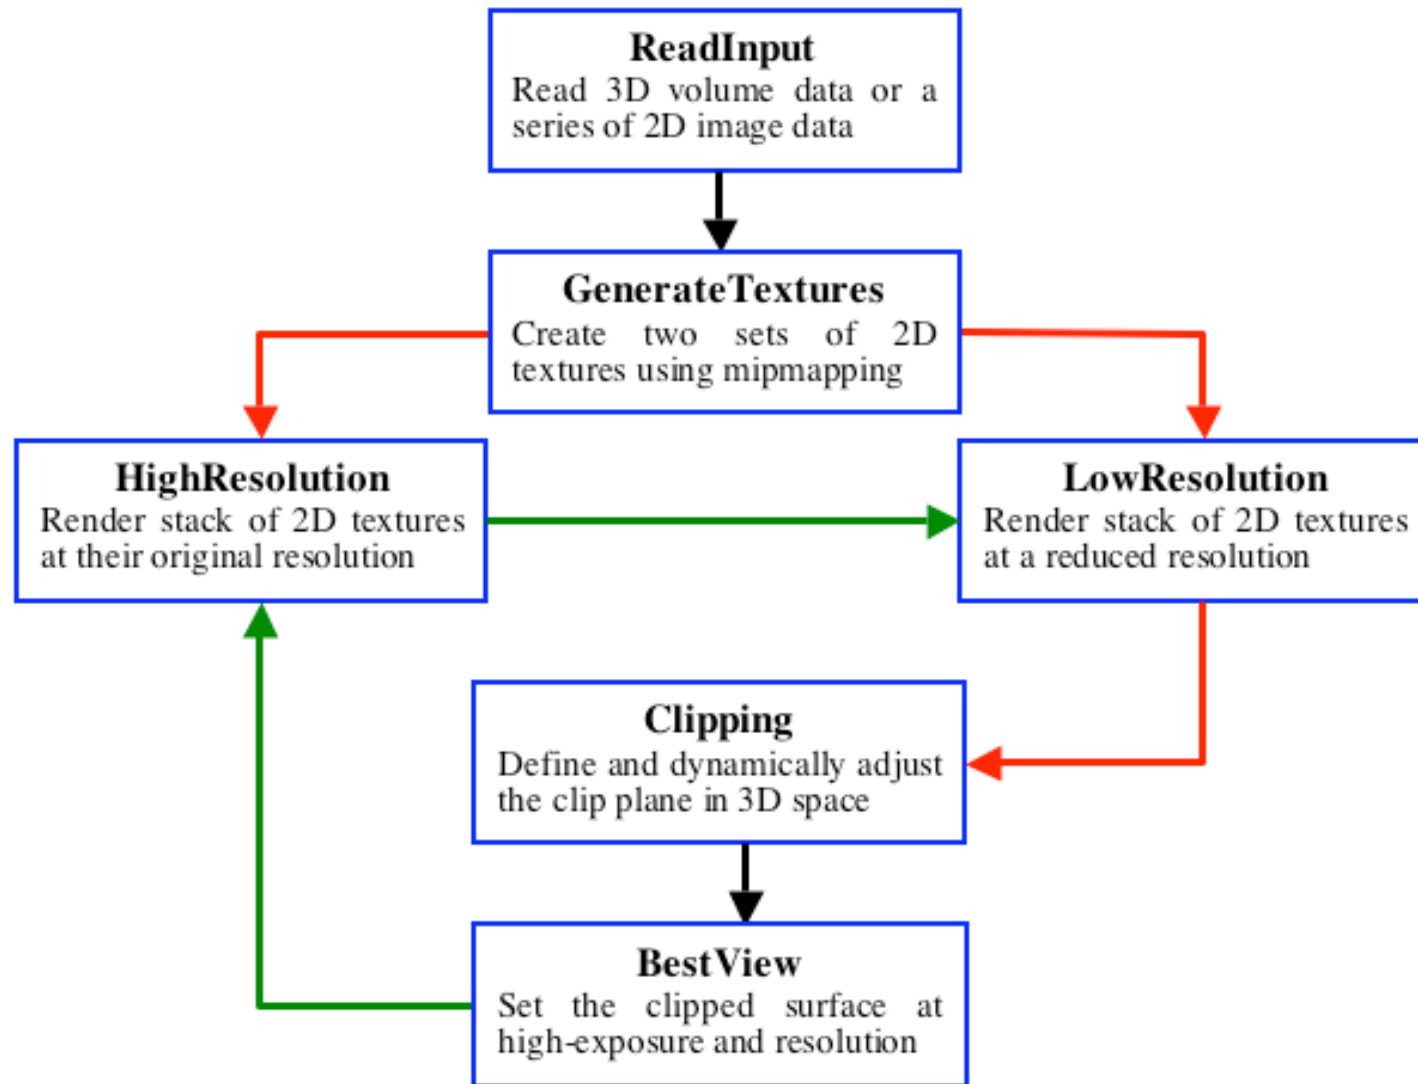 ReadInput
Read 3D volume data or a
series of 2D image data
GenerateTextures
Create two sets of 2D
textures using mipmapping
HighResolution
Render stack of 2D textures
at their original resolution
LowResolution
Render stack of 2D textures
at a reduced resolution
Clipping
Define and dynamically adjust
the clip plane in 3D space
BestView
Set the clipped surface at
high-exposure and resolution